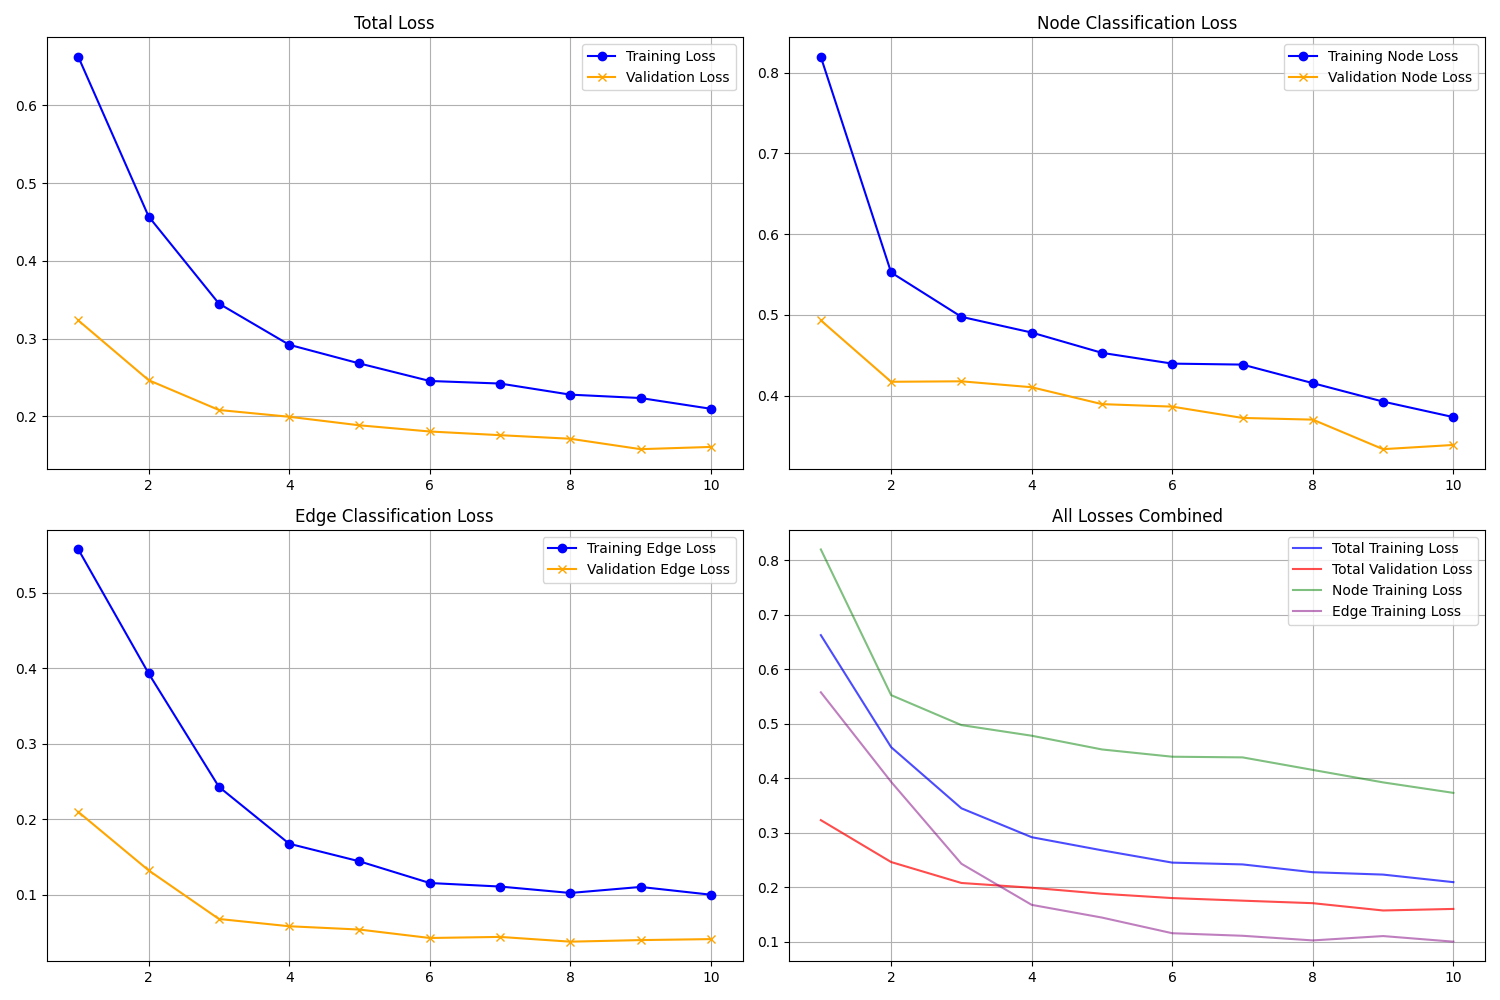 Total Loss
Training Loss
Validation Loss
0.6
0.5
0.4
0.3
0.2
2 4 6 8 10
Node Classification Loss
Training Node Loss
Validation Node Loss
0.8
0.7
0.6
0.5
0.4
2 4 6 8 10
Edge Classification Loss
Training Edge Loss
Validation Edge Loss
0.5
0.4
0.3
0.2
0.1
2 4 6 8 10
All Losses Combined
Total Training Loss
Total Validation Loss
Node Training Loss
Edge Training Loss
0.8
0.7
0.6
0.5
0.4
0.3
0.2
0.1
2 4 6 8 10